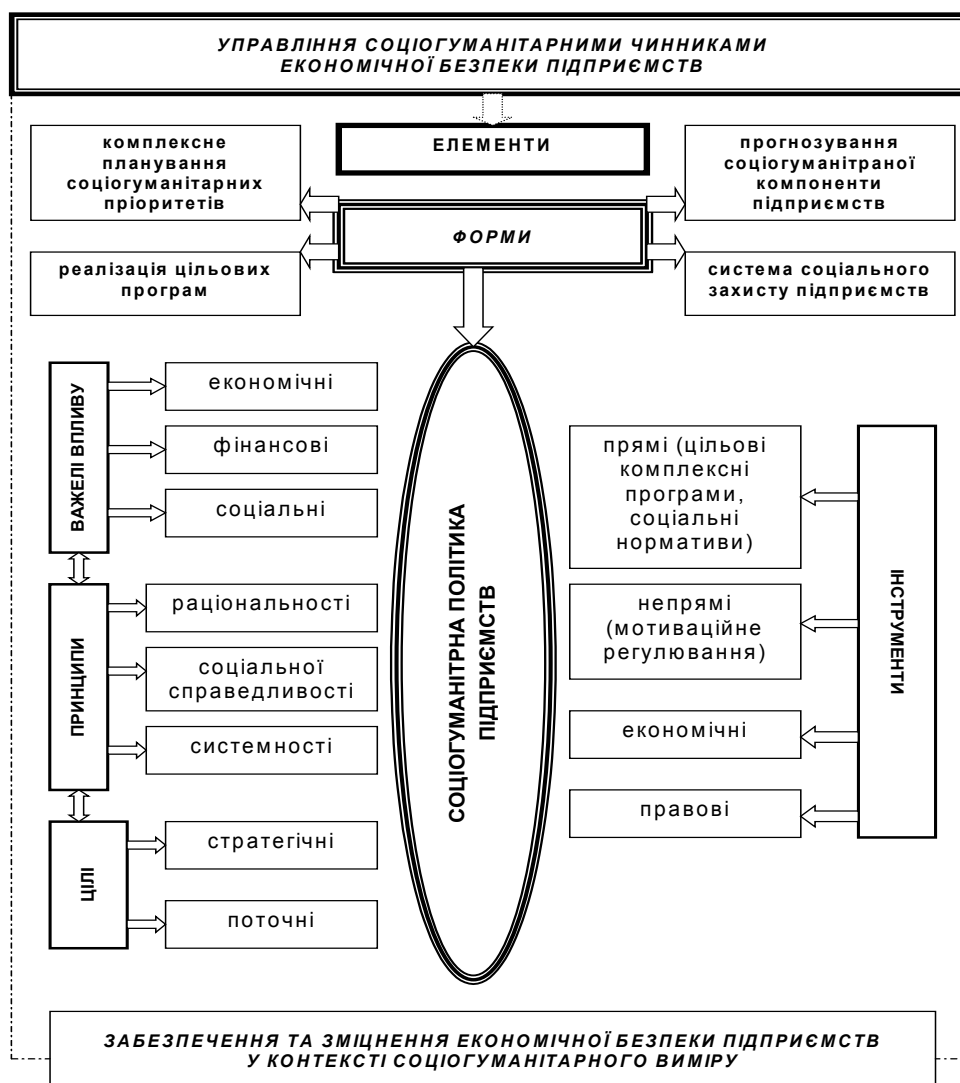 УПРАВЛІННЯ СОЦІОГУМАНІТАРНИМИ ЧИННИКАМИ
ЕКОНОМІЧНОЇ БЕЗПЕКИ ПІДПРИЄМСТВ
ЕЛЕМЕНТИ
комплексне
планування
соціогуманітарних
пріоритетів
прогнозування
соціогуманітраної
компоненти
підприємств
ФОРМИ
реалізація цільових
програм
система соціального
захисту підприємств
ВАЖЕЛІ ВПЛИВУ
економічні
фінансові
соціальні
ПРИНЦИПИ
раціональності
соціальної
справедливості
системності
ЦІЛІ
стратегічні
поточні
СОЦІОГУМАНІТРНА ПОЛІТИКА
ПІДПРИЄМСТВ
прямі (цільові
комплексні
програми,
соціальні
нормативи)
непрямі
(мотиваційне
регулювання)
економічні
правові
ІНСТРУМЕНТИ
ЗАБЕЗПЕЧЕННЯ ТА ЗМІЦНЕННЯ ЕКОНОМІЧНОЇ БЕЗПЕКИ ПІДПРИЄМСТВ
У КОНТЕКСТІ СОЦІОГУМАНІТАРНОГО ВИМІРУ